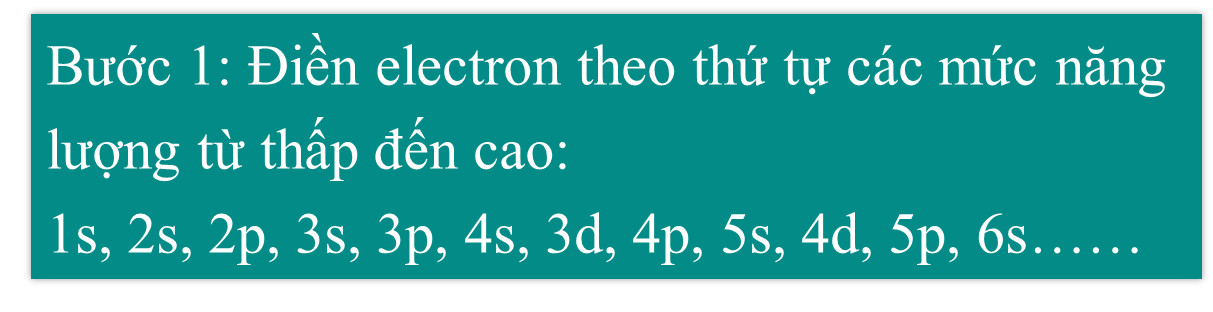 Bước 1: Điền electron theo thứ tự các mức năng
lượng từ thấp đến cao:
1s, 2s, 2p, 3s, 3p, 4s, 3d, 4p, 5s, 4d, 5p, 6s……